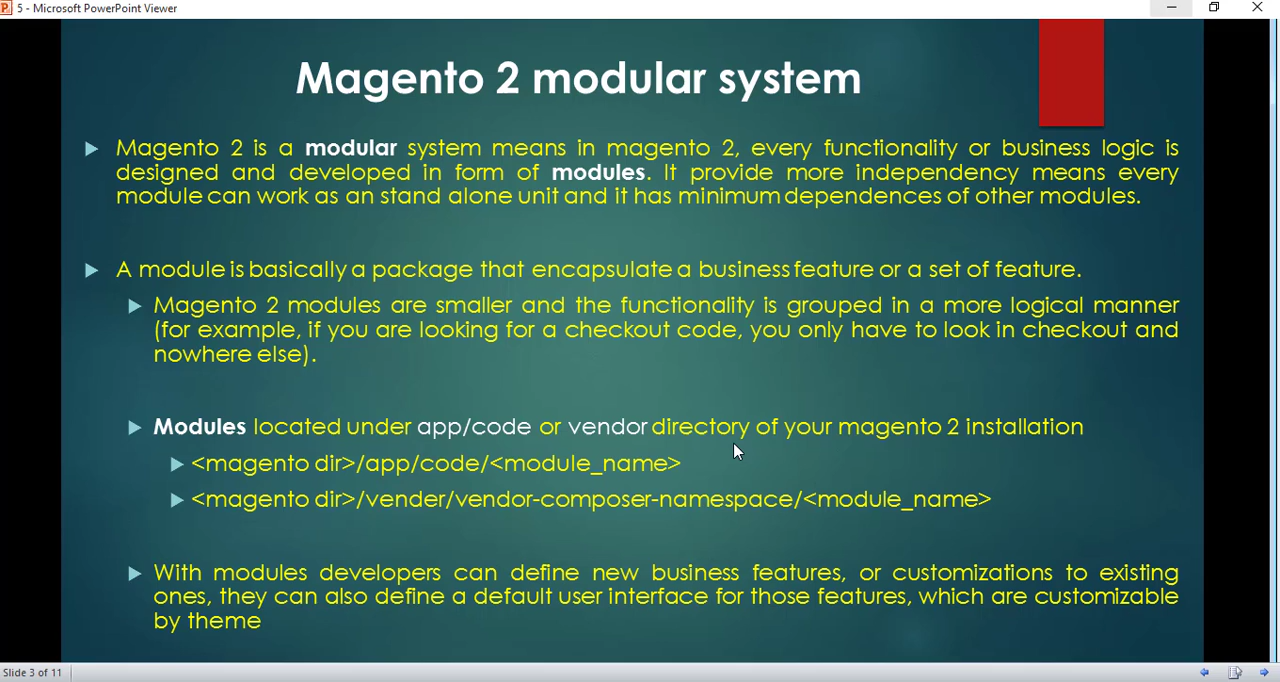 5 - Microsoft PowerPoint Viewer
Magento 2 modular system
Magento 2 is a modular system means in magento 2, every functionality or business logic is
designed and developed in form of modules. It provide more independency means every
module can work as an stand alone unit and it has minimum dependences of other modules.
A module is basically a package that encapsulate a business feature or a set of feature.
Magento 2 modules are smaller and the functionality is grouped in a more logical manner
(for example, if you are looking for a checkout code, you only have to look in checkout and
nowhere else).
Modules located under app/code or vendor directory of your magento 2 installation
<magento dir>/app/code/<module_name>
<magento dir>/vender/vendor-composer-namespace/<module_name>
With modules developers can define new business features, or customizations to existing
ones, they can also define a default user interface for those features, which are customizable
by theme
Slide 3 of 11